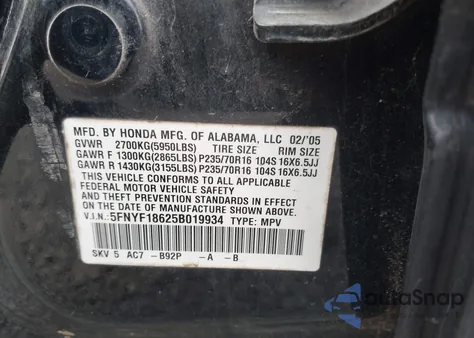 MFD. BY HONDA MFG. OF ALABAMA, LLC 02/'05
GVWR 2700KG(5950LBS) TIRE SIZE RIM SIZE
GAWR F 1300KG(2865LBS) P235/70R16 104S 16X6.5JJ
GAWR R 1430KG(3155LBS) P235/70R16 104S 16X6.5JJ
THIS VEHICLE CONFORMS TO ALL APPLICABLE
FEDERAL MOTOR VEHICLE SAFETY
STANDARDS IN EFFECT ON THE DATE
OF MANUFACTURE SHOWN ABOVE.
V.I.N.: 5FNYF18625B019934 TYPE: MPV
SKV 5 AC7 -B92P -A -B
autoSnap